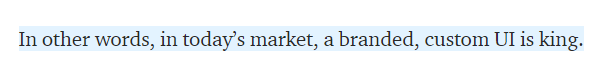 In other words, in today’s market, a branded, custom UI is king.